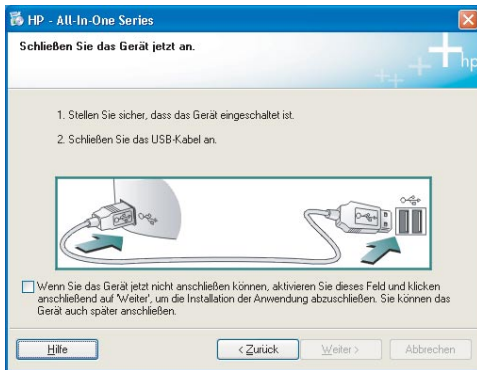 HP - All-In-One Series
Schließen Sie das Gerät jetzt an.
hp
1. Stellen Sie sicher, dass das Gerät eingeschaltet ist.
2. Schließen Sie das USB-Kabel an.
Wenn Sie das Gerät jetzt nicht anschließen können, aktivieren Sie dieses Feld und klicken
anschließend auf 'Weiter', um die Installation der Anwendung abzuschließen. Sie können das
Gerät auch später anschließen.
Hilfe
< Zurück
Weiter >
Abbrechen